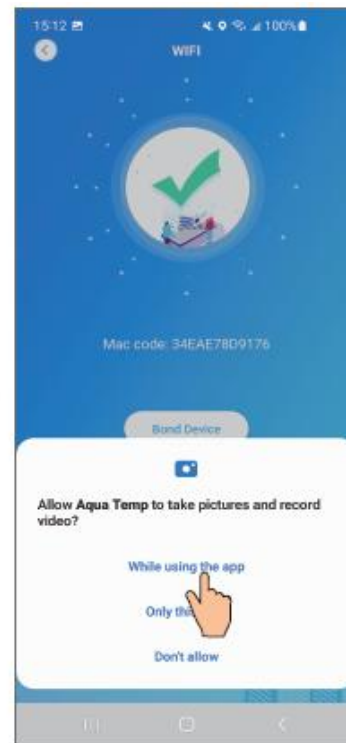 15:12 100%
WIFI
Mac code: 34EAE78D9176
Bond Device
Allow Aqua Temp to take pictures and record
video?
While using the app
Only thi
Don't allow